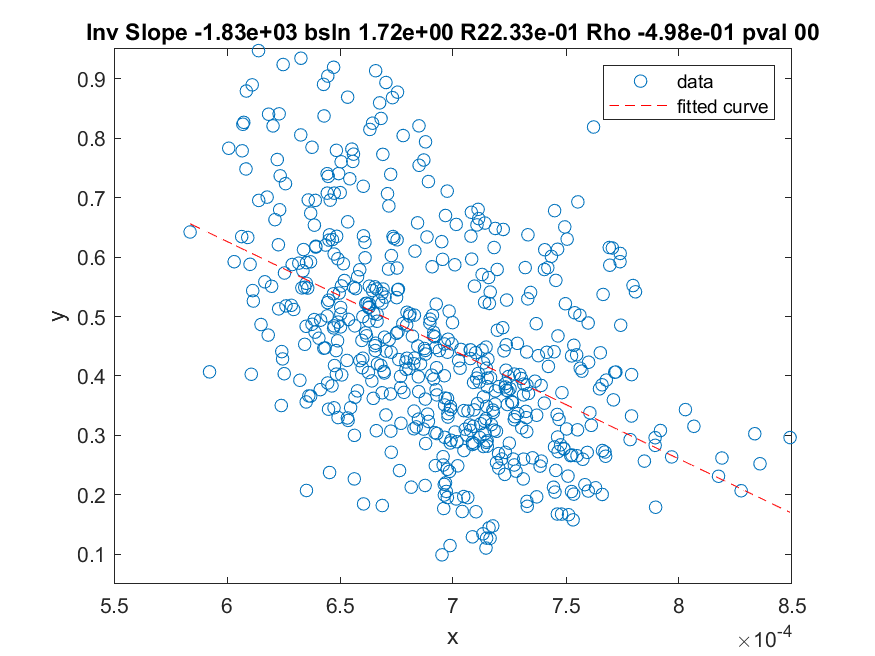 Inv Slope -1.83e+03 bsln 1.72e+00 R22.33e-01 Rho -4.98e-01 pval 00
data
fitted curve
0.9
0.8
0.7
0.6
0.5
0.4
0.3
0.2
0.1
y
5.5 6 6.5 7 7.5 8 8.5
x
×10⁻⁴